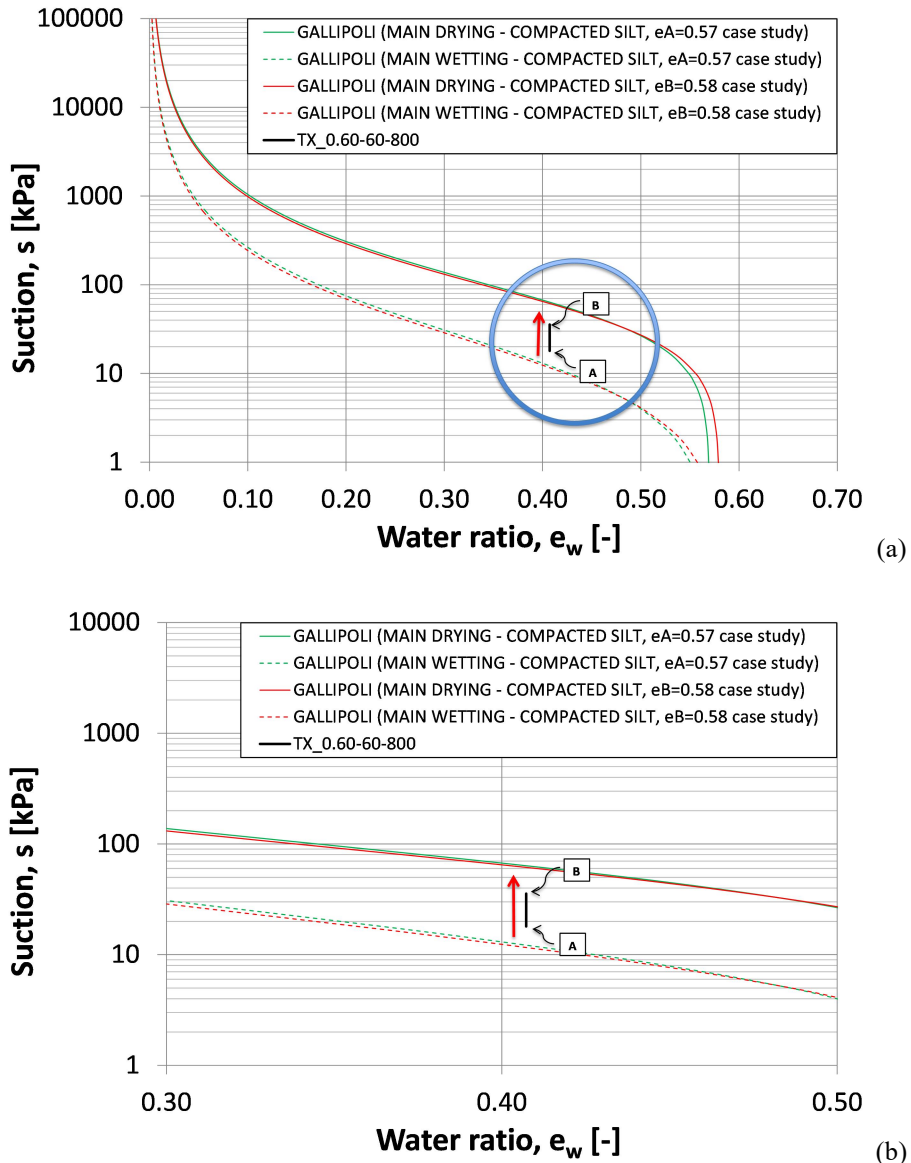 100000
10000
1000
100
10
1
Suction, s [kPa]
GALLIPOLI (MAIN DRYING - COMPACTED SILT, eA=0.57 case study)
GALLIPOLI (MAIN WETTING - COMPACTED SILT, eA=0.57 case study)
GALLIPOLI (MAIN DRYING - COMPACTED SILT, eB=0.58 case study)
GALLIPOLI (MAIN WETTING - COMPACTED SILT, eB=0.58 case study)
TX_0.60-60-800
B
A
0.00 0.10 0.20 0.30 0.40 0.50 0.60 0.70
Water ratio, ew [-]
(a)
10000
1000
100
10
1
Suction, s [kPa]
GALLIPOLI (MAIN DRYING - COMPACTED SILT, eA=0.57 case study)
GALLIPOLI (MAIN WETTING - COMPACTED SILT, eA=0.57 case study)
GALLIPOLI (MAIN DRYING - COMPACTED SILT, eB=0.58 case study)
GALLIPOLI (MAIN WETTING - COMPACTED SILT, eB=0.58 case study)
TX_0.60-60-800
B
A
0.30 0.40 0.50
Water ratio, ew [-]
(b)